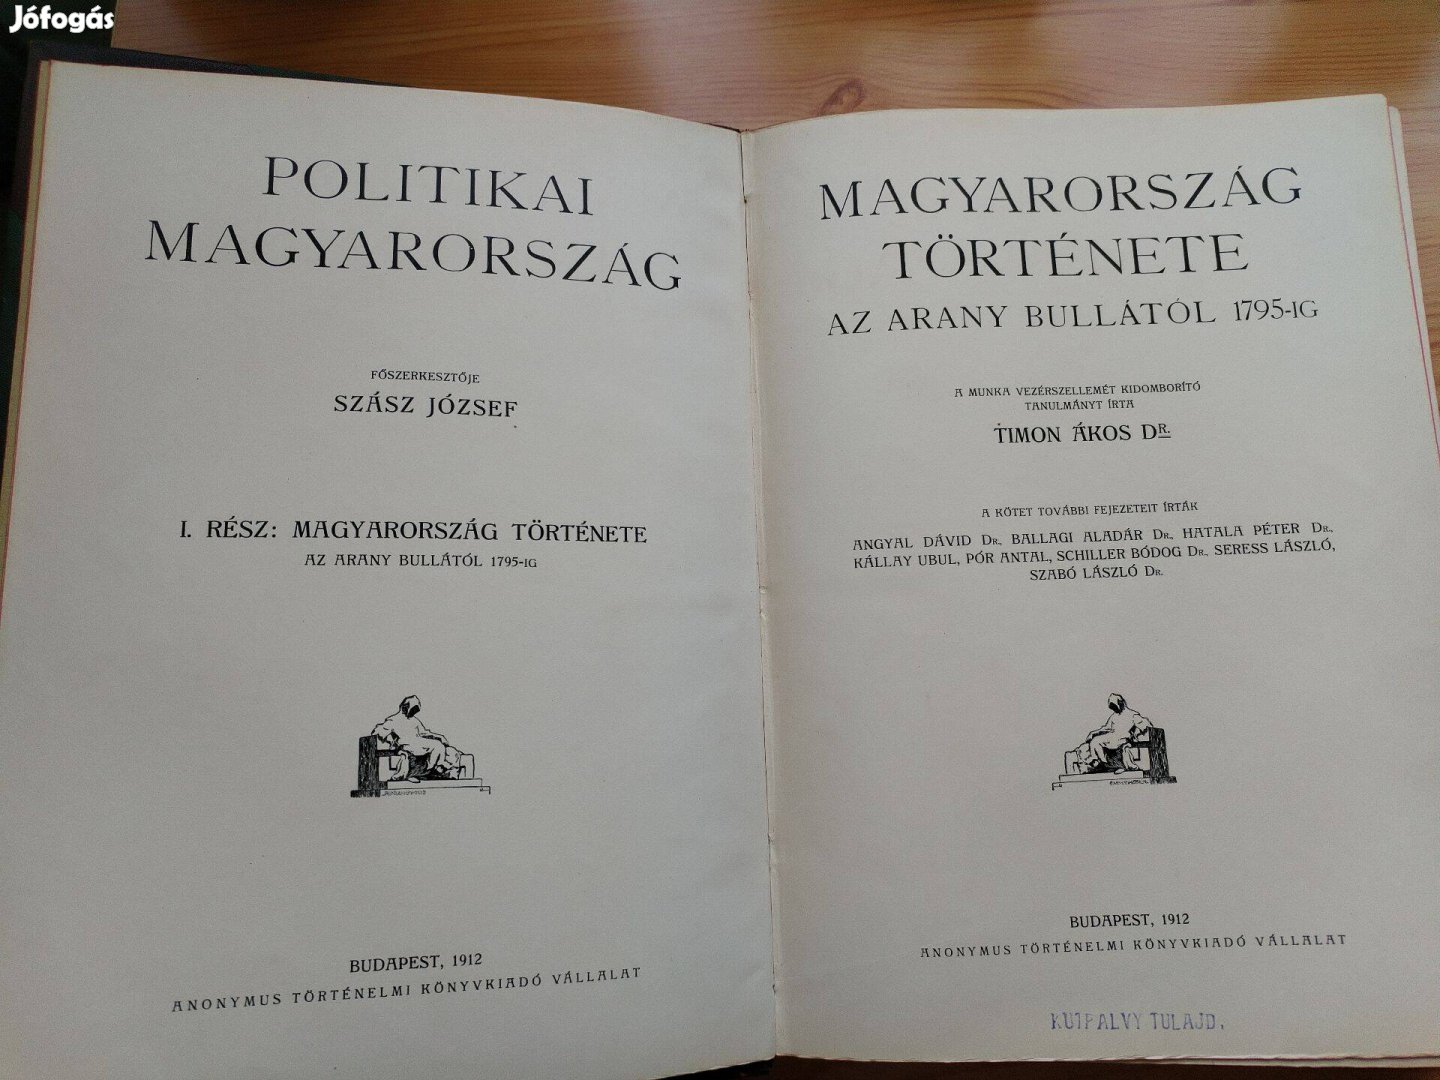 Jófogás
POLITIKAI
MAGYARORSZÁG
FŐSZERKESZTŐJE
SZÁSZ JÓZSEF
I. RÉSZ: MAGYARORSZÁG TÖRTÉNETE
AZ ARANY BULLÁTÓL 1795-IG
BUDAPEST, 1912
ANONYMUS TÖRTÉNELMI KÖNYVKIADÓ VÁLLALAT
MAGYARORSZÁG
TÖRTÉNETE
AZ ARANY BULLÁTÓL 1795-IG
A MUNKA VEZÉRSZELLEMÉT KIDOMBORÍTÓ
TANULMÁNYT ÍRTA
TIMON ÁKOS DR.
A KÖTET TOVÁBBI FEJEZETEIT ÍRTÁK
ANGYAL DÁVID DR., BALLAGI ALADÁR DR., HATALA PÉTER DR.,
KÁLLAY UBUL, PÓR ANTAL, SCHILLER BÓDOG DR., SERESS LÁSZLÓ,
SZABÓ LÁSZLÓ DR.
BUDAPEST, 1912
ANONYMUS TÖRTÉNELMI KÖNYVKIADÓ VÁLLALAT
KUTPALVY TULAJD.